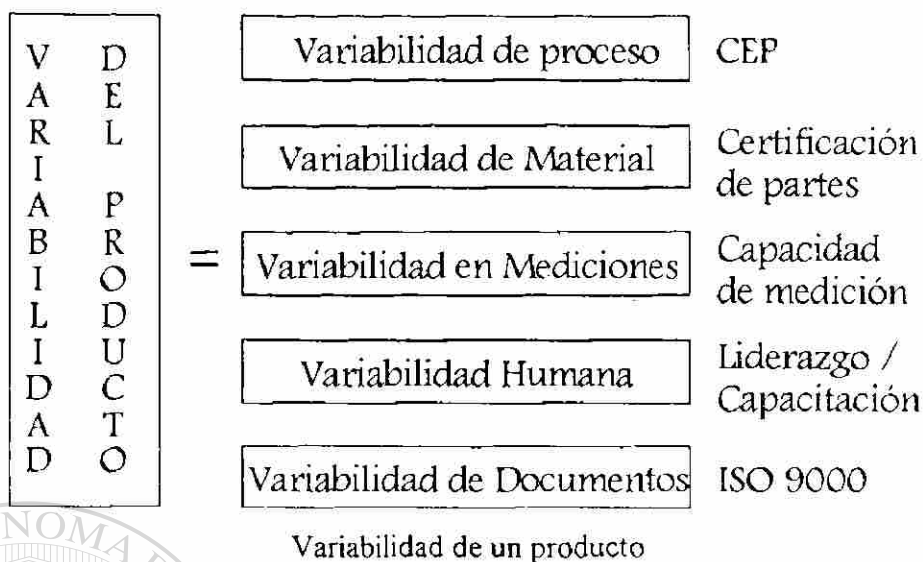 VARIABILIDAD
DEL PRODUCTO
=
Variabilidad de proceso
CEP
Variabilidad de Material
Certificación
de partes
Variabilidad en Mediciones
Capacidad
de medición
Variabilidad Humana
Liderazgo /
Capacitación
Variabilidad de Documentos
ISO 9000
Variabilidad de un producto